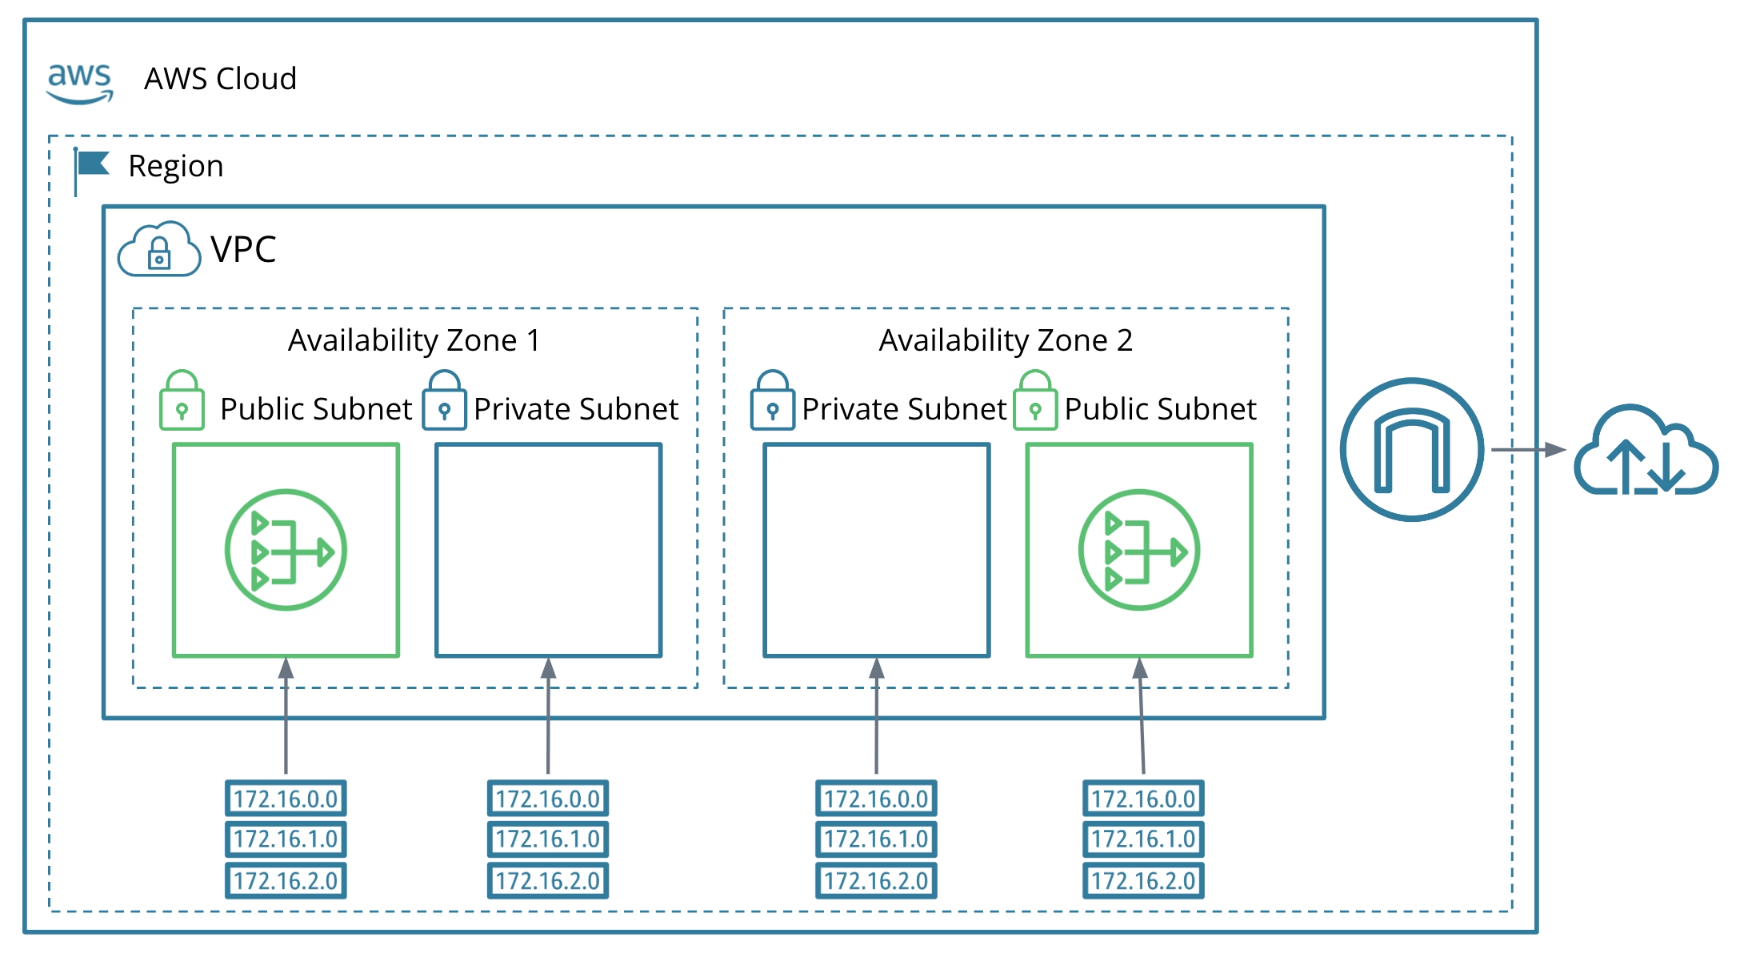 aws
AWS Cloud
Region
VPC
Availability Zone 1
Availability Zone 2
Public Subnet
Private Subnet
Private Subnet
Public Subnet
172.16.0.0
172.16.1.0
172.16.2.0
172.16.0.0
172.16.1.0
172.16.2.0
172.16.0.0
172.16.1.0
172.16.2.0
172.16.0.0
172.16.1.0
172.16.2.0